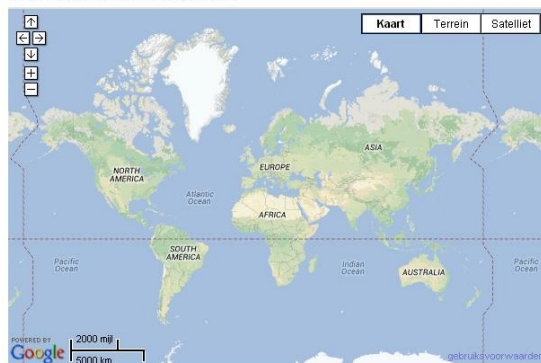 Kaart Terrein Satelliet
ASIA
EUROPE
NORTH
AMERICA
Atlantic
Ocean
AFRICA
SOUTH
AMERICA
Pacific
Ocean
Indian
Ocean
AUSTRALIA
Pacific
Ocean
POWERED BY
Google
2000 mijl
5000 km
gebruiksvoorwaarden